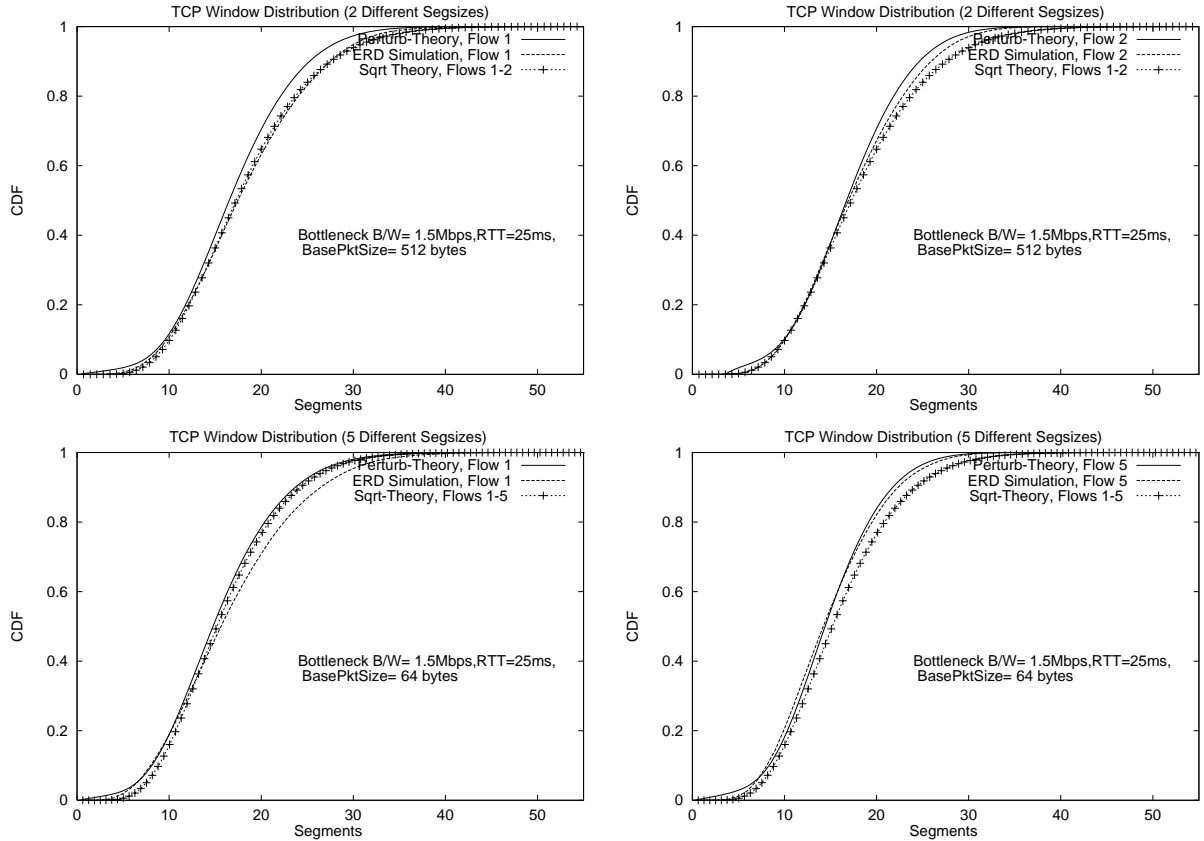 TCP Window Distribution (2 Different Segsizes)
1
0.8
0.6
0.4
0.2
0
CDF
0 10 20 30 40 50
Segments
Perturb-Theory, Flow 1
ERD Simulation, Flow 1
Sqrt Theory, Flows 1-2
Bottleneck B/W= 1.5Mbps,RTT=25ms,
BasePktSize= 512 bytes
TCP Window Distribution (2 Different Segsizes)
1
0.8
0.6
0.4
0.2
0
CDF
0 10 20 30 40 50
Segments
Perturb-Theory, Flow 2
ERD Simulation, Flow 2
Sqrt Theory, Flows 1-2
Bottleneck B/W= 1.5Mbps,RTT=25ms,
BasePktSize= 512 bytes
TCP Window Distribution (5 Different Segsizes)
1
0.8
0.6
0.4
0.2
0
CDF
0 10 20 30 40 50
Segments
Perturb-Theory, Flow 1
ERD Simulation, Flow 1
Sqrt-Theory, Flows 1-5
Bottleneck B/W= 1.5Mbps,RTT=25ms,
BasePktSize= 64 bytes
TCP Window Distribution (5 Different Segsizes)
1
0.8
0.6
0.4
0.2
0
CDF
0 10 20 30 40 50
Segments
Perturb-Theory, Flow 5
ERD Simulation, Flow 5
Sqrt-Theory, Flows 1-5
Bottleneck B/W= 1.5Mbps,RTT=25ms,
BasePktSize= 64 bytes